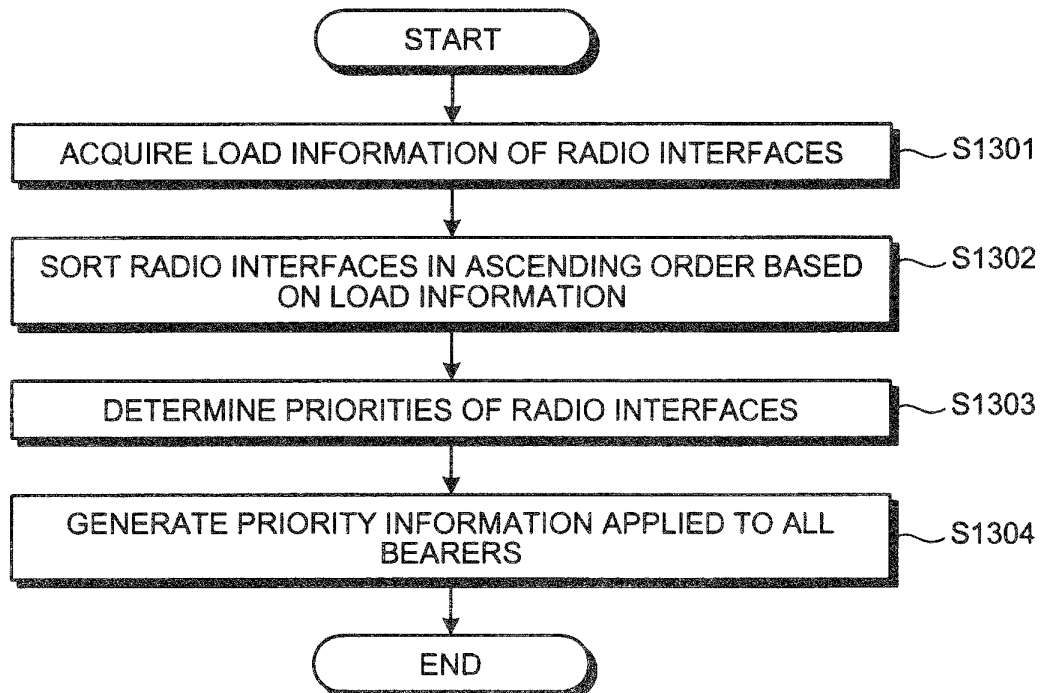 START
ACQUIRE LOAD INFORMATION OF RADIO INTERFACES
S1301
SORT RADIO INTERFACES IN ASCENDING ORDER BASED
ON LOAD INFORMATION
S1302
DETERMINE PRIORITIES OF RADIO INTERFACES
S1303
GENERATE PRIORITY INFORMATION APPLIED TO ALL
BEARERS
S1304
END